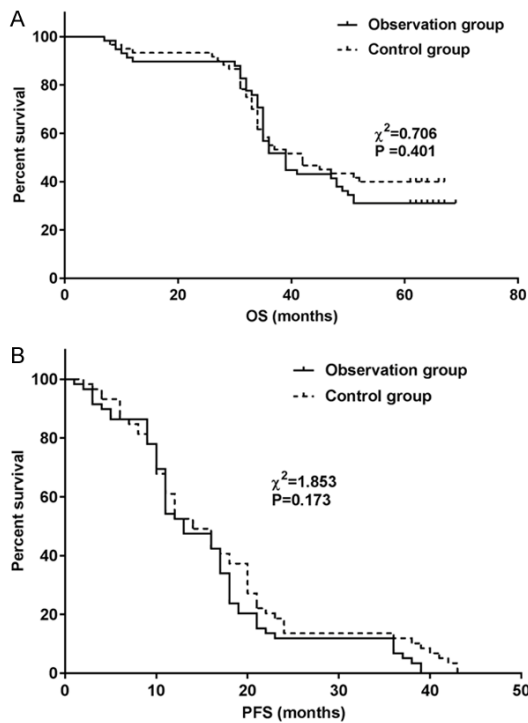 A
Observation group
Control group
χ²=0.706
P =0.401
Percent survival
100
80
60
40
20
0
0 20 40 60 80
OS (months)
B
Observation group
Control group
χ²=1.853
P=0.173
Percent survival
100
80
60
40
20
0
0 10 20 30 40 50
PFS (months)